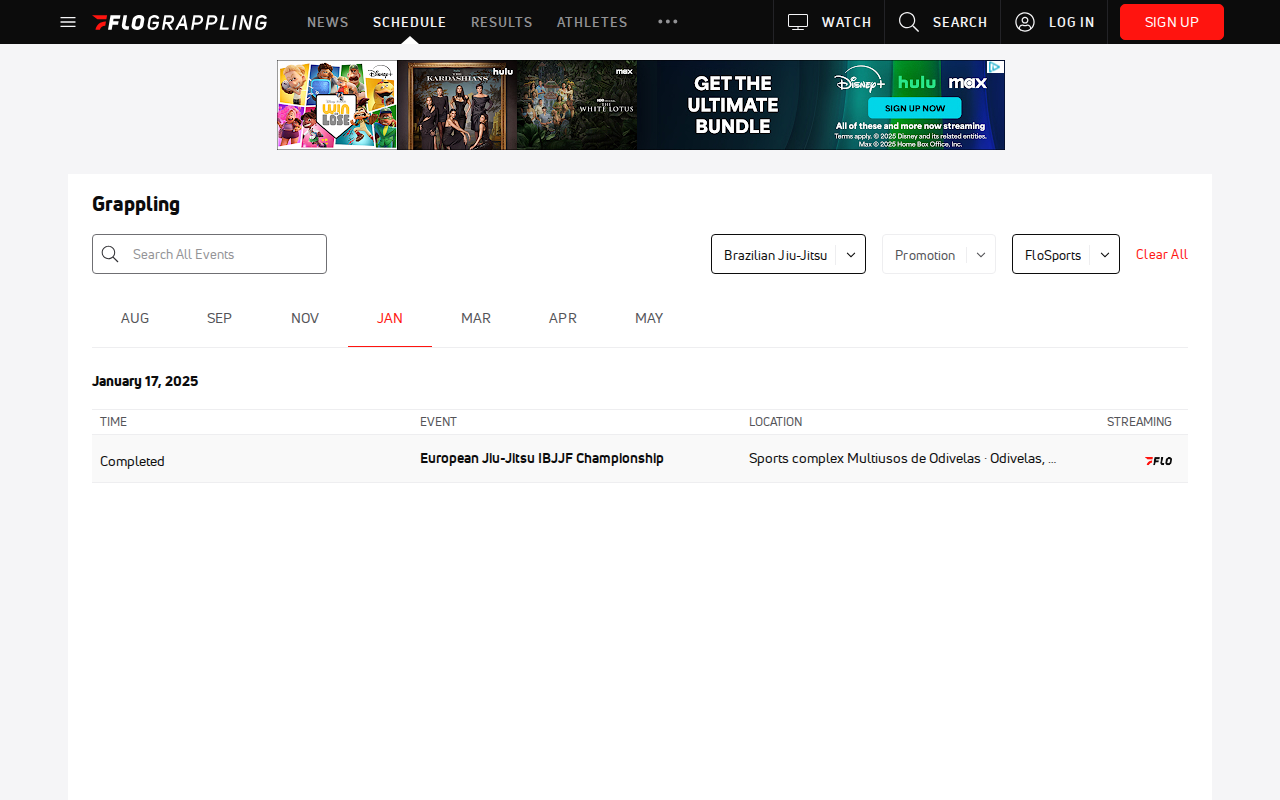 FLOGRAPPLING NEWS SCHEDULE RESULTS ATHLETES WATCH SEARCH LOG IN SIGN UP
Disney+
WIN OR LOSE
THE KARDASHIANS
hulu
max
THE WHITE LOTUS
GET THE
ULTIMATE
BUNDLE
Disney+ hulu max
SIGN UP NOW
All of these and more now streaming
Terms apply. © 2025 Disney and its related entities.
Max © 2025 Home Box Office, Inc.
Grappling
Search All Events
Brazilian Jiu-Jitsu Promotion FloSports Clear All
AUG SEP NOV JAN MAR APR MAY
January 17, 2025
TIME EVENT LOCATION STREAMING
Completed European Jiu-Jitsu IBJJF Championship Sports complex Multiusos de Odivelas · Odivelas, ... FLO